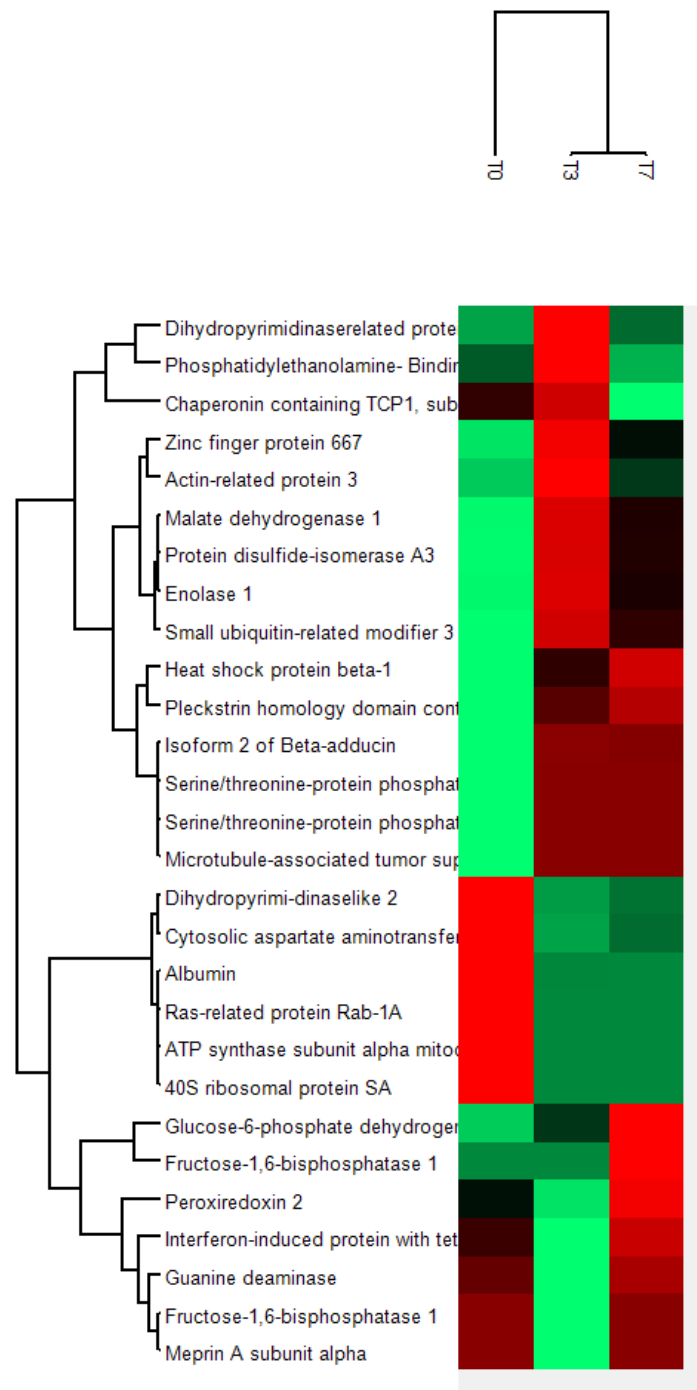 T0
T3
T7
Dihydropyrimidinaserelated prote
Phosphatidylethanolamine- Bindin
Chaperonin containing TCP1, sub
Zinc finger protein 667
Actin-related protein 3
Malate dehydrogenase 1
Protein disulfide-isomerase A3
Enolase 1
Small ubiquitin-related modifier 3
Heat shock protein beta-1
Pleckstrin homology domain cont
Isoform 2 of Beta-adducin
Serine/threonine-protein phosphat
Serine/threonine-protein phosphat
Microtubule-associated tumor sup
Dihydropyrimi-dinaselike 2
Cytosolic aspartate aminotransfer
Albumin
Ras-related protein Rab-1A
ATP synthase subunit alpha mitoc
40S ribosomal protein SA
Glucose-6-phosphate dehydroger
Fructose-1,6-bisphosphatase 1
Peroxiredoxin 2
Interferon-induced protein with tet
Guanine deaminase
Fructose-1,6-bisphosphatase 1
Meprin A subunit alpha